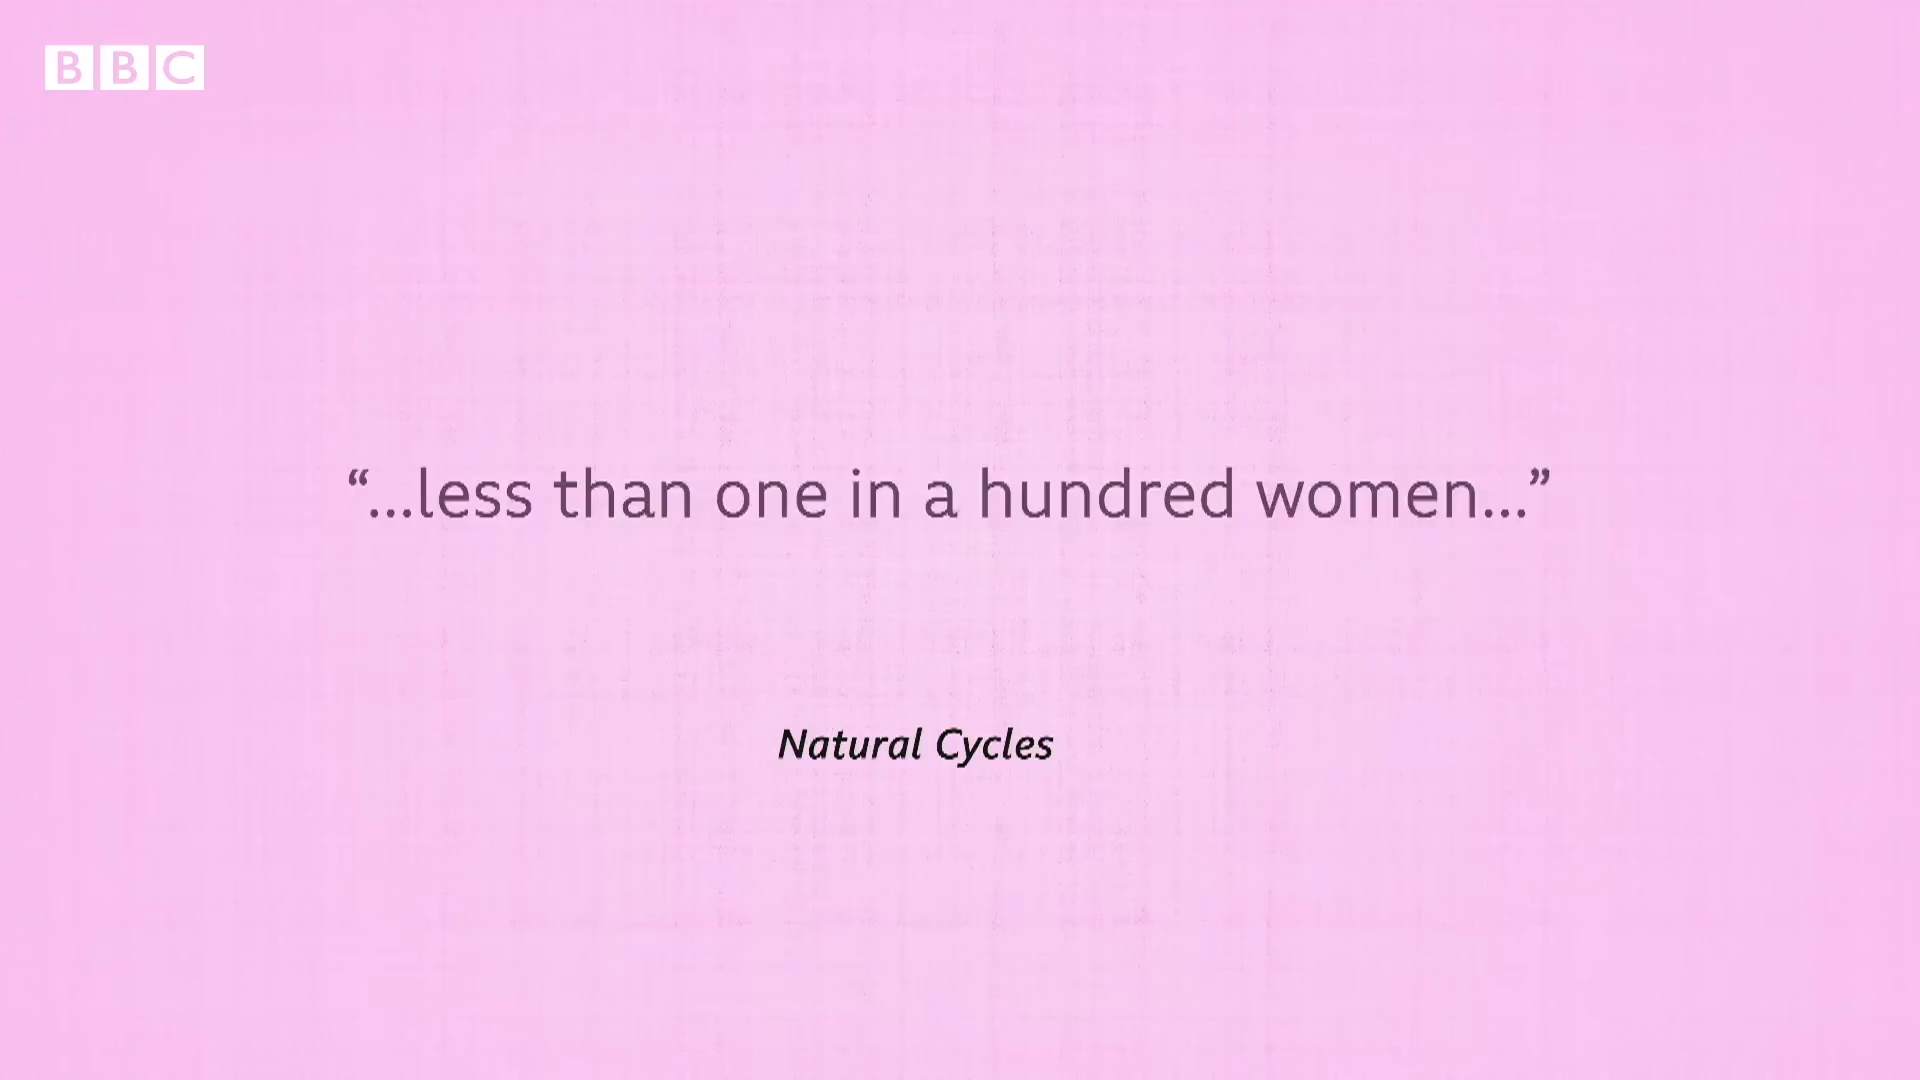 BBC
“...less than one in a hundred women...”
Natural Cycles